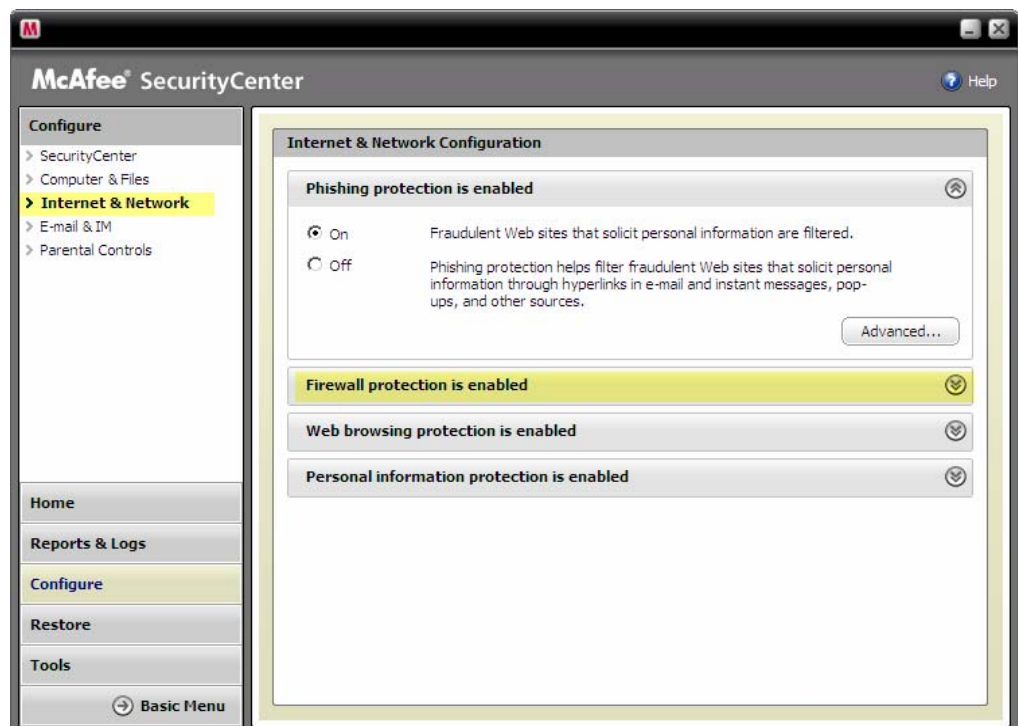 McAfee® SecurityCenter
Help
Configure
> SecurityCenter
> Computer & Files
> Internet & Network
> E-mail & IM
> Parental Controls
Home
Reports & Logs
Configure
Restore
Tools
Basic Menu
Internet & Network Configuration
Phishing protection is enabled
On
Fraudulent Web sites that solicit personal information are filtered.
Off
Phishing protection helps filter fraudulent Web sites that solicit personal
information through hyperlinks in e-mail and instant messages, pop-
ups, and other sources.
Advanced...
Firewall protection is enabled
Web browsing protection is enabled
Personal information protection is enabled